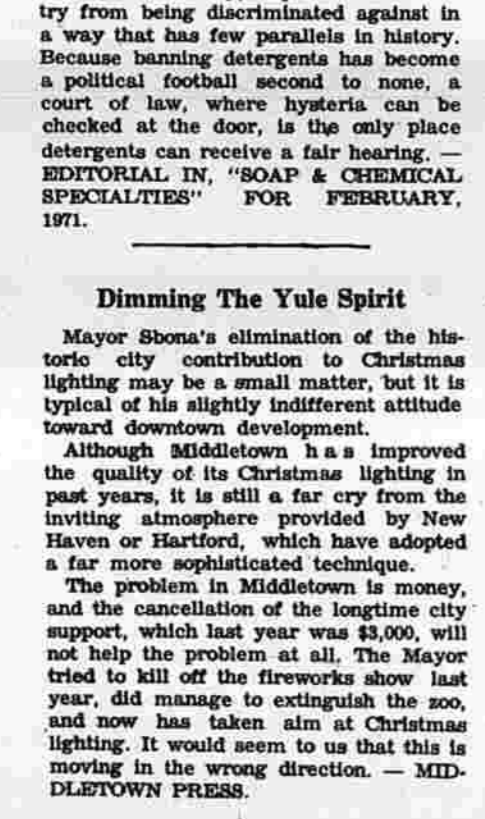 try from being discriminated against in
a way that has few parallels in history.
Because banning detergents has become
a political football second to none, a
court of law, where hysteria can be
checked at the door, is the only place
detergents can receive a fair hearing. —
EDITORIAL IN, "SOAP & CHEMICAL
SPECIALTIES" FOR FEBRUARY,
1971.
Dimming The Yule Spirit
Mayor Sbona's elimination of the his-
toric city contribution to Christmas
lighting may be a small matter, but it is
typical of his slightly indifferent attitude
toward downtown development.
Although Middletown has improved
the quality of its Christmas lighting in
past years, it is still a far cry from the
inviting atmosphere provided by New
Haven or Hartford, which have adopted
a far more sophisticated technique.
The problem in Middletown is money,
and the cancellation of the longtime city
support, which last year was $3,000, will
not help the problem at all. The Mayor
tried to kill off the fireworks show last
year, did manage to extinguish the zoo,
and now has taken aim at Christmas
lighting. It would seem to us that this is
moving in the wrong direction. — MID-
DLETOWN PRESS.